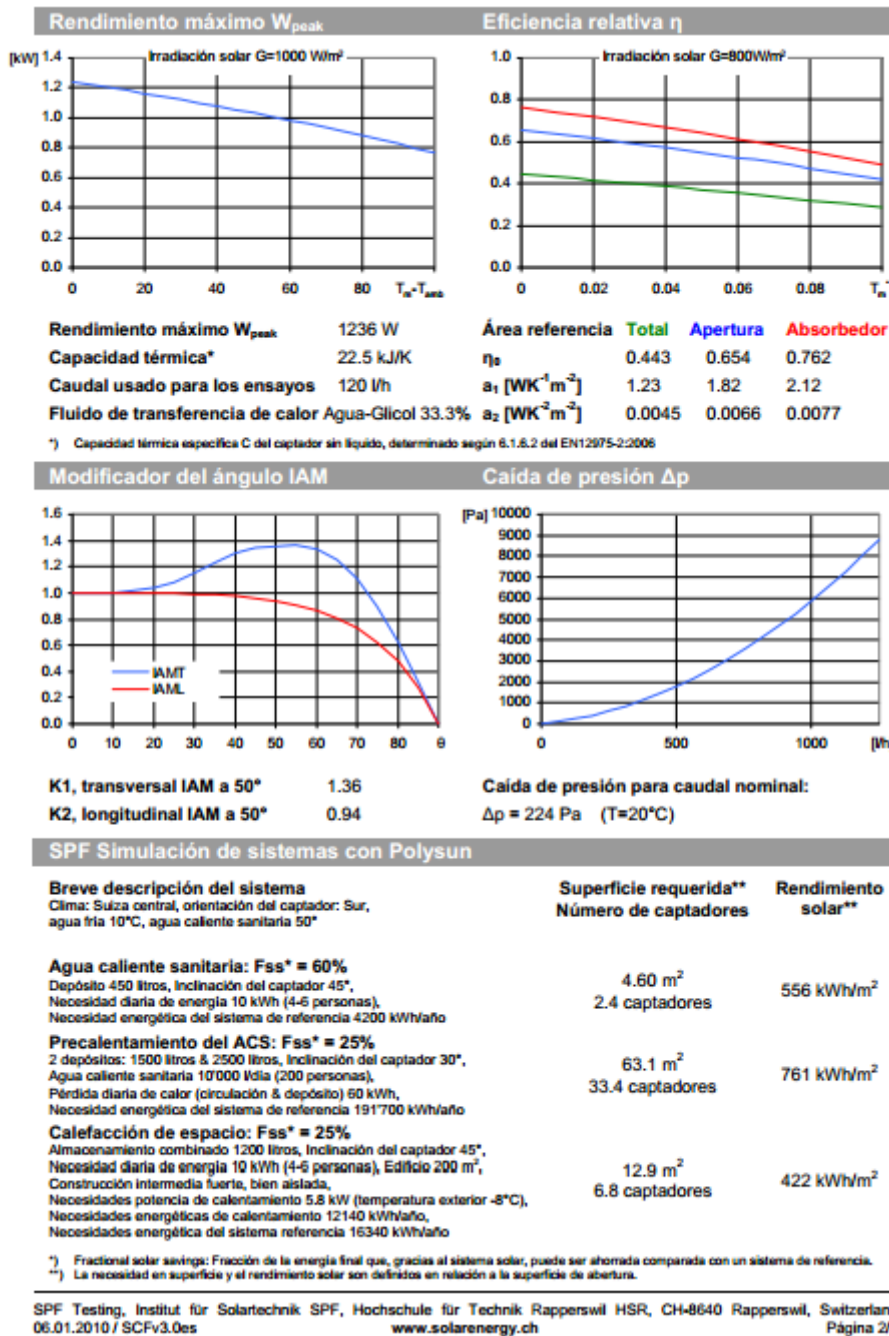 Rendimiento máximo Wpeak
[kW] 1.4
1.2
1.0
0.8
0.6
0.4
0.2
0.0
Irradiación solar G=1000 W/m²
0 20 40 60 80 Tm-Tamb
Eficiencia relativa η
1.0
0.8
0.6
0.4
0.2
0.0
Irradiación solar G=800W/m²
0 0.02 0.04 0.06 0.08 Tm*
Rendimiento máximo Wpeak 1236 W
Capacidad térmica* 22.5 kJ/K
Caudal usado para los ensayos 120 l/h
Fluido de transferencia de calor Agua-Glicol 33.3%
Área referencia Total Apertura Absorbedor
η0 0.443 0.654 0.762
a1 [WK-1m-2] 1.23 1.82 2.12
a2 [WK-2m-2] 0.0045 0.0066 0.0077
*) Capacidad térmica específica C del captador sin líquido, determinado según 6.1.6.2 del EN12975-2:2006
Modificador del ángulo IAM
1.6
1.4
1.2
1.0
0.8
0.6
0.4
0.2
0.0
IAMT
IAML
0 10 20 30 40 50 60 70 80 θ
Caída de presión Δp
[Pa] 10000
9000
8000
7000
6000
5000
4000
3000
2000
1000
0
0 500 1000 [l/h
K1, transversal IAM a 50° 1.36
K2, longitudinal IAM a 50° 0.94
Caída de presión para caudal nominal:
Δp = 224 Pa (T=20°C)
SPF Simulación de sistemas con Polysun
Breve descripción del sistema
Clima: Suiza central, orientación del captador: Sur,
agua fría 10°C, agua caliente sanitaria 50°
Superficie requerida**
Número de captadores
Rendimiento
solar**
Agua caliente sanitaria: Fss* = 60%
Depósito 450 litros, Inclinación del captador 45°,
Necesidad diaria de energía 10 kWh (4-6 personas),
Necesidad energética del sistema de referencia 4200 kWh/año
4.60 m²
2.4 captadores
556 kWh/m²
Precalentamiento del ACS: Fss* = 25%
2 depósitos: 1500 litros & 2500 litros, Inclinación del captador 30°,
Agua caliente sanitaria 10'000 l/día (200 personas),
Pérdida diaria de calor (circulación & depósito) 60 kWh,
Necesidad energética del sistema de referencia 191'700 kWh/año
63.1 m²
33.4 captadores
761 kWh/m²
Calefacción de espacio: Fss* = 25%
Almacenamiento combinado 1200 litros, Inclinación del captador 45°,
Necesidad diaria de energía 10 kWh (4-6 personas), Edificio 200 m²,
Construcción intermedia fuerte, bien aislada,
Necesidades potencia de calentamiento 5.8 kW (temperatura exterior -8°C),
Necesidades energéticas de calentamiento 12140 kWh/año,
Necesidades energética del sistema referencia 16340 kWh/año
12.9 m²
6.8 captadores
422 kWh/m²
*) Fractional solar savings: Fracción de la energía final que, gracias al sistema solar, puede ser ahorrada comparada con un sistema de referencia.
**) La necesidad en superficie y el rendimiento solar son definidos en relación a la superficie de abertura.
SPF Testing, Institut für Solartechnik SPF, Hochschule für Technik Rapperswil HSR, CH-8640 Rapperswil, Switzerlan
06.01.2010 / SCFv3.0es www.solarenergy.ch Página 2/